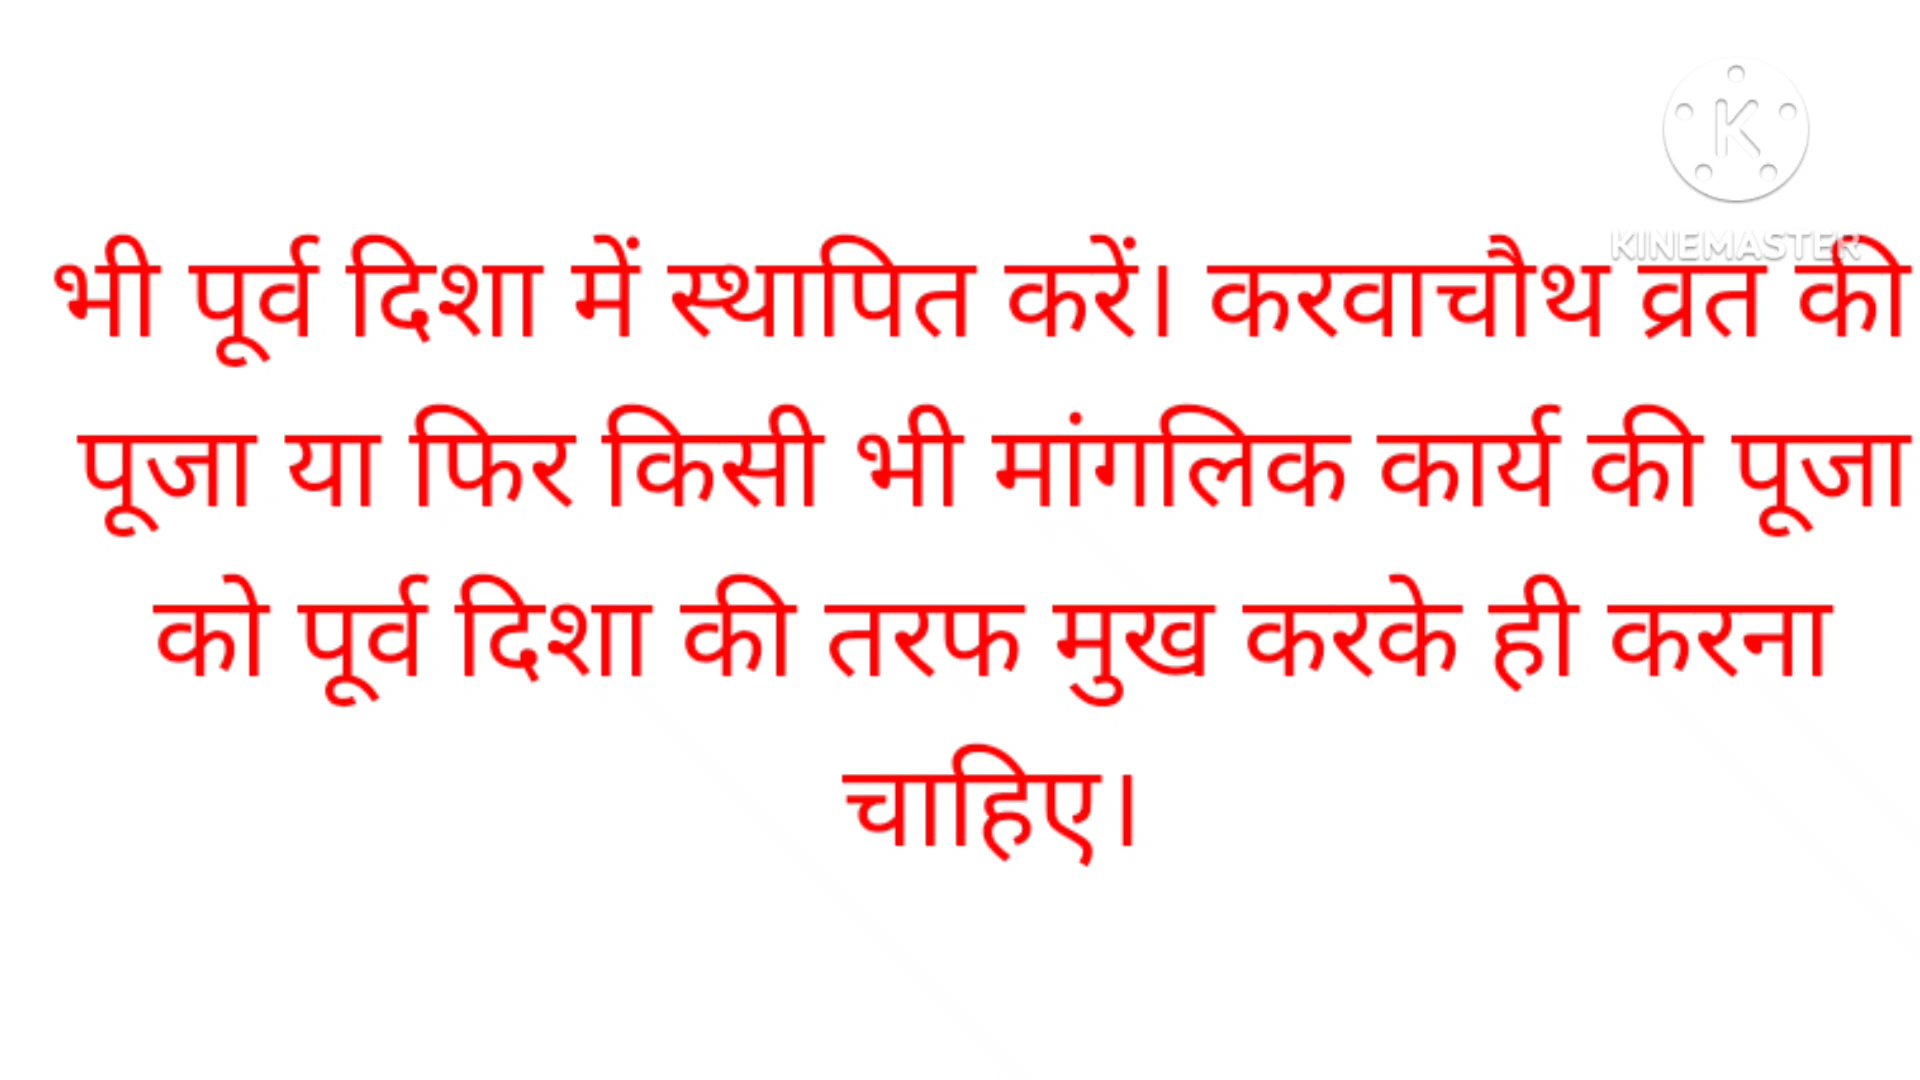 K
KINEMASTER
भी पूर्व दिशा में स्थापित करें। करवाचौथ व्रत की
पूजा या फिर किसी भी मांगलिक कार्य की पूजा
को पूर्व दिशा की तरफ मुख करके ही करना
चाहिए।